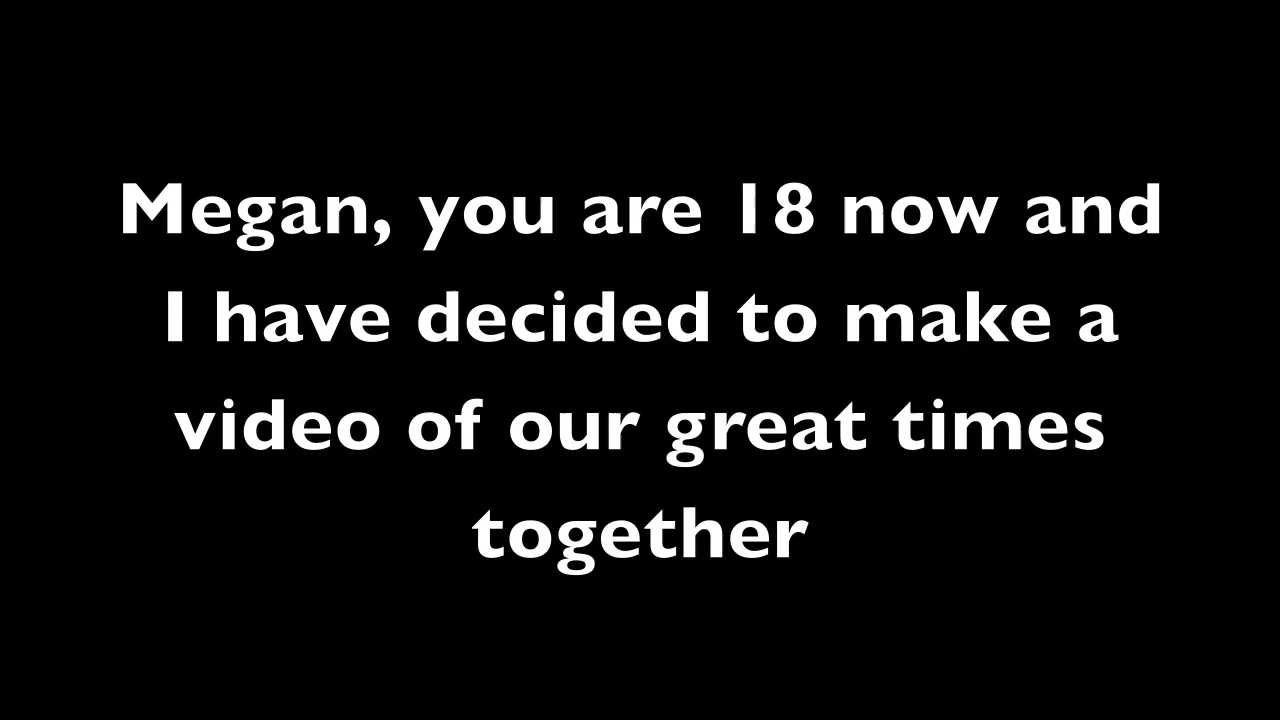 Megan, you are 18 now and
I have decided to make a
video of our great times
together